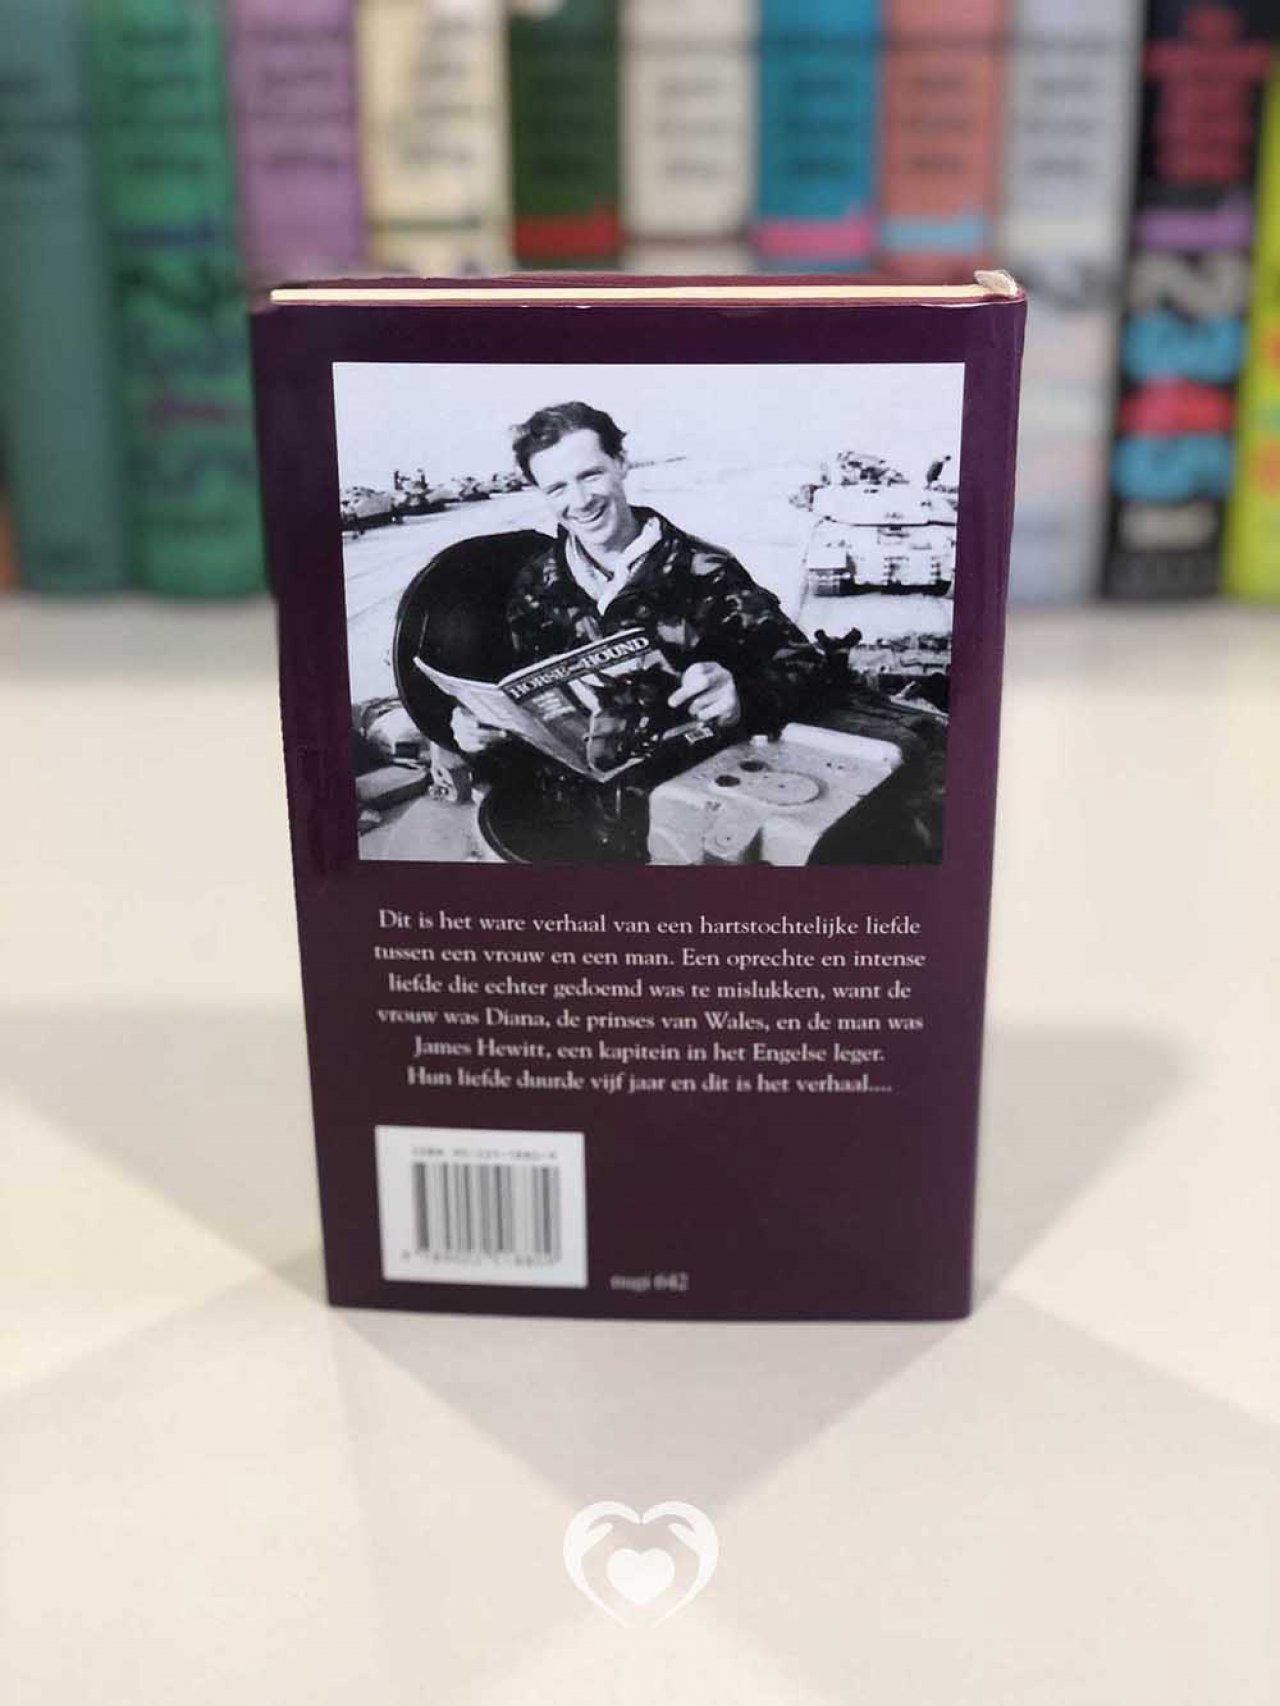 HORSE AND HOUND
Dit is het ware verhaal van een hartstochtelijke liefde
tussen een vrouw en een man. Een oprechte en intense
liefde die echter gedoemd was te mislukken, want de
vrouw was Diana, de prinses van Wales, en de man was
James Hewitt, een kapitein in het Engelse leger.
Hun liefde duurde vijf jaar en dit is het verhaal....
ISBN
nugi 642